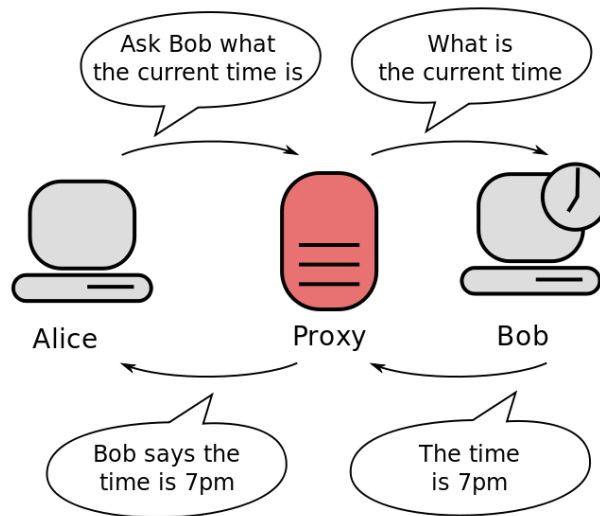 Ask Bob what
the current time is
What is
the current time
Alice
Proxy
Bob
Bob says the
time is 7pm
The time
is 7pm